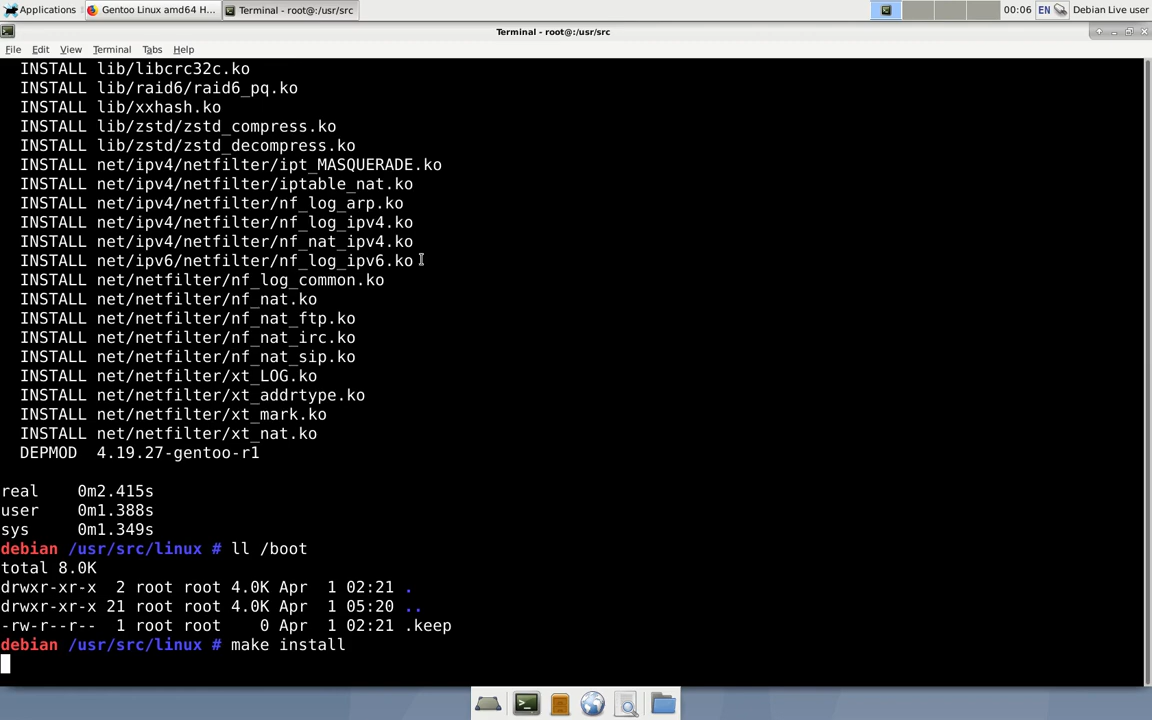 Applications
Gentoo Linux amd64 H...
Terminal - root@:/usr/src
00:06
EN
Debian Live user
Terminal - root@:/usr/src
File Edit View Terminal Tabs Help
INSTALL lib/libcrc32c.ko
INSTALL lib/raid6/raid6_pq.ko
INSTALL lib/xxhash.ko
INSTALL lib/zstd/zstd_compress.ko
INSTALL lib/zstd/zstd_decompress.ko
INSTALL net/ipv4/netfilter/ipt_MASQUERADE.ko
INSTALL net/ipv4/netfilter/iptable_nat.ko
INSTALL net/ipv4/netfilter/nf_log_arp.ko
INSTALL net/ipv4/netfilter/nf_log_ipv4.ko
INSTALL net/ipv4/netfilter/nf_nat_ipv4.ko
INSTALL net/ipv6/netfilter/nf_log_ipv6.ko
INSTALL net/netfilter/nf_log_common.ko
INSTALL net/netfilter/nf_nat.ko
INSTALL net/netfilter/nf_nat_ftp.ko
INSTALL net/netfilter/nf_nat_irc.ko
INSTALL net/netfilter/nf_nat_sip.ko
INSTALL net/netfilter/xt_LOG.ko
INSTALL net/netfilter/xt_addrtype.ko
INSTALL net/netfilter/xt_mark.ko
INSTALL net/netfilter/xt_nat.ko
DEPMOD  4.19.27-gentoo-r1
real    0m2.415s
user    0m1.388s
sys     0m1.349s
debian /usr/src/linux # ll /boot
total 8.0K
drwxr-xr-x  2 root root 4.0K Apr  1 02:21 .
drwxr-xr-x 21 root root 4.0K Apr  1 05:20 ..
-rw-r--r--  1 root root    0 Apr  1 02:21 .keep
debian /usr/src/linux # make install